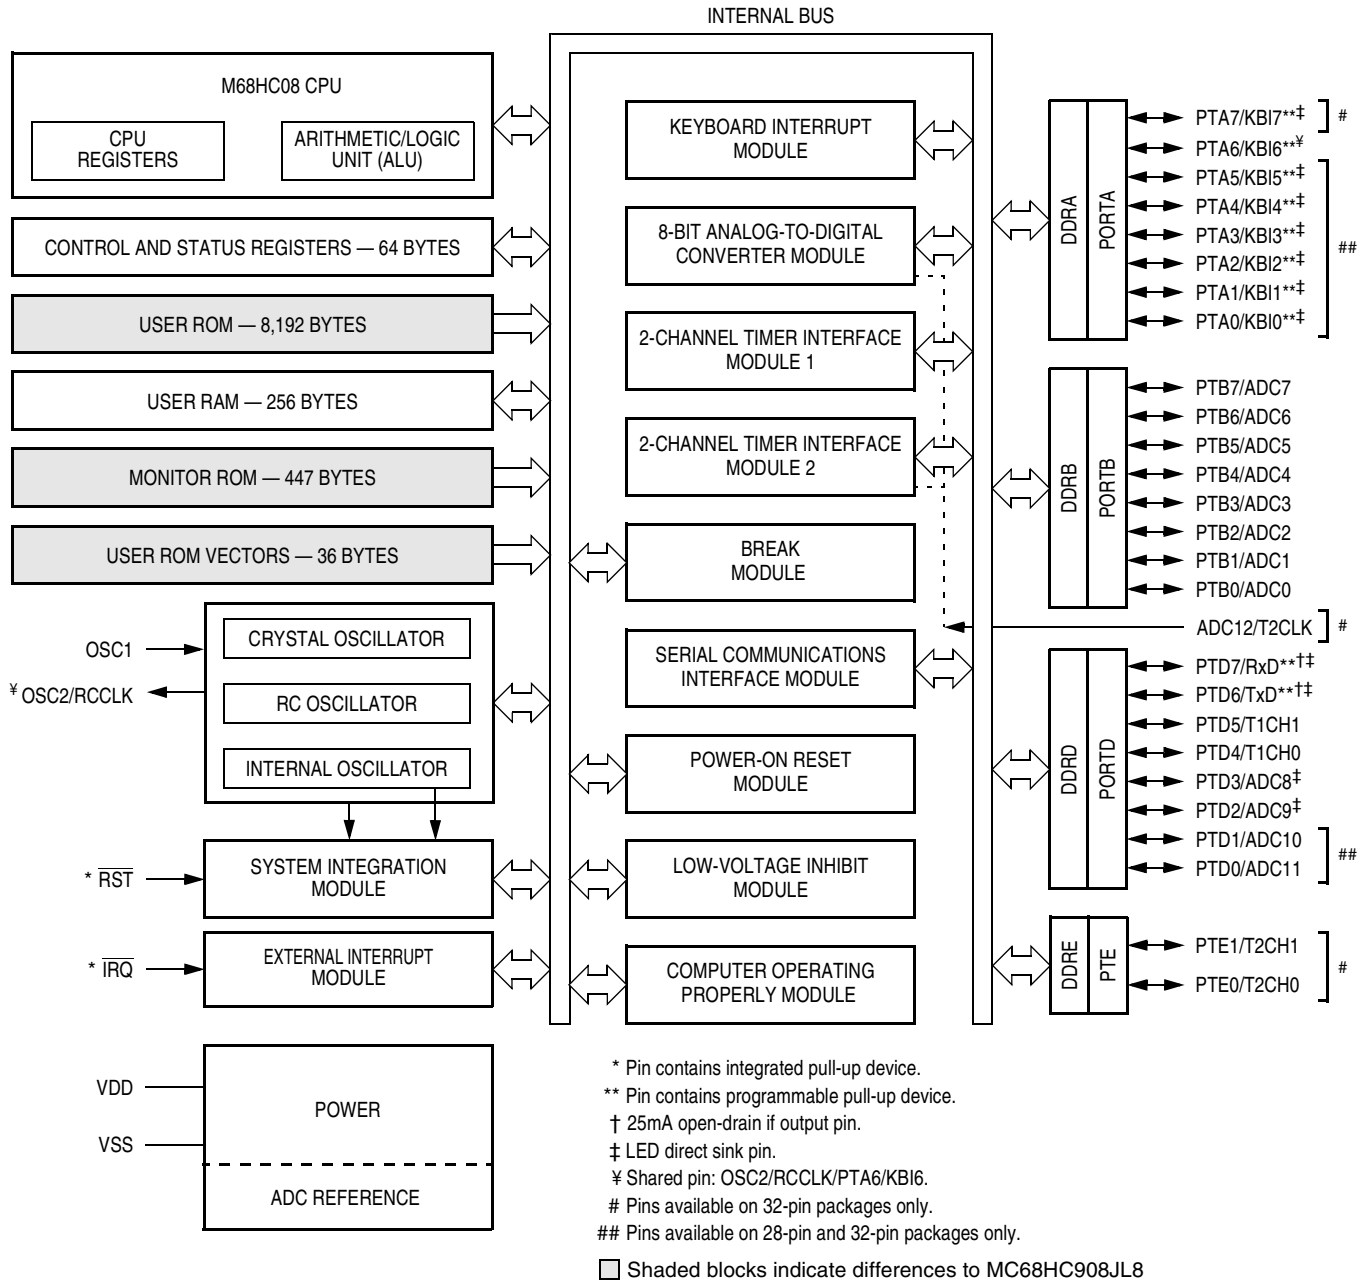 INTERNAL BUS
M68HC08 CPU
CPU
REGISTERS
ARITHMETIC/LOGIC
UNIT (ALU)
CONTROL AND STATUS REGISTERS — 64 BYTES
USER ROM — 8,192 BYTES
USER RAM — 256 BYTES
MONITOR ROM — 447 BYTES
USER ROM VECTORS — 36 BYTES
OSC1
¥ OSC2/RCCLK
CRYSTAL OSCILLATOR
RC OSCILLATOR
INTERNAL OSCILLATOR
* RST
SYSTEM INTEGRATION
MODULE
* IRQ
EXTERNAL INTERRUPT
MODULE
VDD
VSS
POWER
ADC REFERENCE
KEYBOARD INTERRUPT
MODULE
8-BIT ANALOG-TO-DIGITAL
CONVERTER MODULE
2-CHANNEL TIMER INTERFACE
MODULE 1
2-CHANNEL TIMER INTERFACE
MODULE 2
BREAK
MODULE
SERIAL COMMUNICATIONS
INTERFACE MODULE
POWER-ON RESET
MODULE
LOW-VOLTAGE INHIBIT
MODULE
COMPUTER OPERATING
PROPERLY MODULE
DDRA
PORTA
PTA7/KBI7**‡
#
PTA6/KBI6**¥
PTA5/KBI5**‡
PTA4/KBI4**‡
PTA3/KBI3**‡
PTA2/KBI2**‡
PTA1/KBI1**‡
PTA0/KBI0**‡
##
DDRB
PORTB
PTB7/ADC7
PTB6/ADC6
PTB5/ADC5
PTB4/ADC4
PTB3/ADC3
PTB2/ADC2
PTB1/ADC1
PTB0/ADC0
ADC12/T2CLK
#
DDRD
PORTD
PTD7/RxD**†‡
PTD6/TxD**†‡
PTD5/T1CH1
PTD4/T1CH0
PTD3/ADC8‡
PTD2/ADC9‡
PTD1/ADC10
PTD0/ADC11
##
DDRE
PTE
PTE1/T2CH1
PTE0/T2CH0
#
* Pin contains integrated pull-up device.
** Pin contains programmable pull-up device.
† 25mA open-drain if output pin.
‡ LED direct sink pin.
¥ Shared pin: OSC2/RCCLK/PTA6/KBI6.
# Pins available on 32-pin packages only.
## Pins available on 28-pin and 32-pin packages only.
Shaded blocks indicate differences to MC68HC908JL8